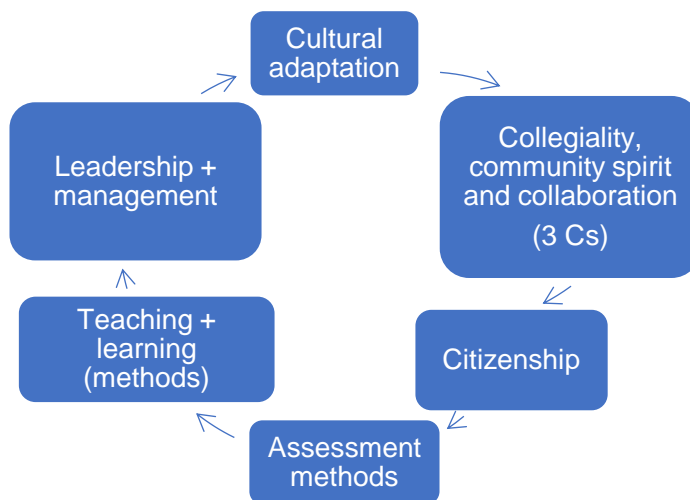 Cultural
adaptation
Collegiality,
community spirit
and collaboration
(3 Cs)
Citizenship
Assessment
methods
Teaching +
learning
(methods)
Leadership +
management